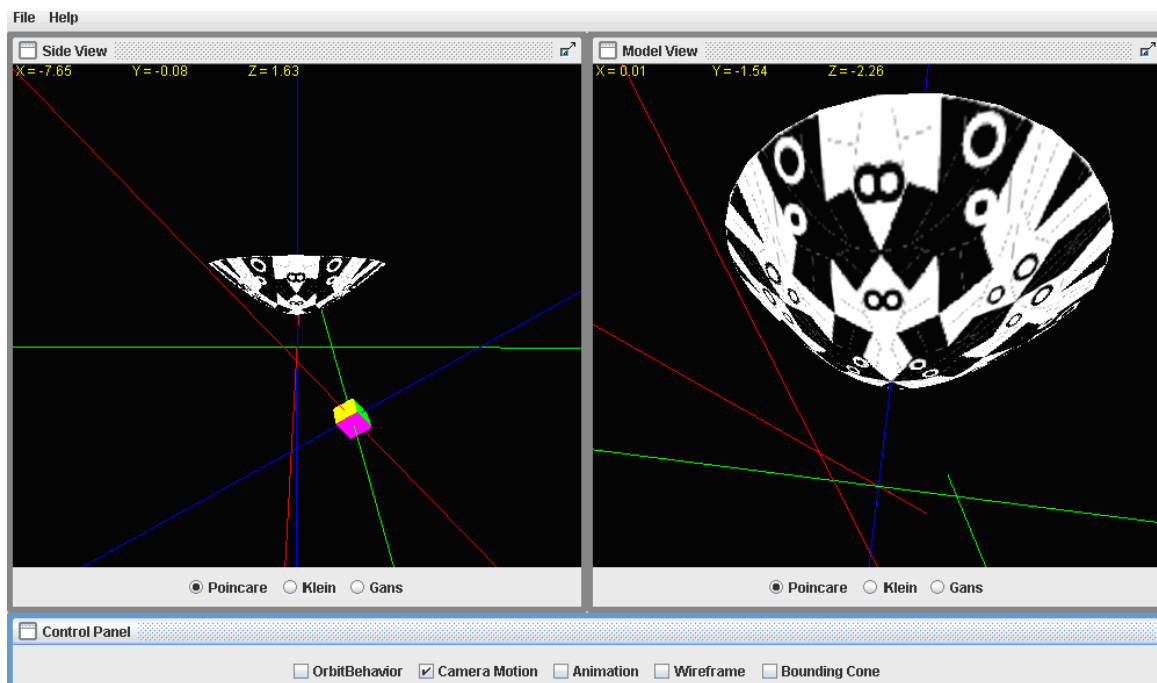 File Help
Side View
X = -7.65 Y = -0.08 Z = 1.63
Poincare Klein Gans
Model View
X = 0.01 Y = -1.54 Z = -2.26
Poincare Klein Gans
Control Panel
OrbitBehavior Camera Motion Animation Wireframe Bounding Cone